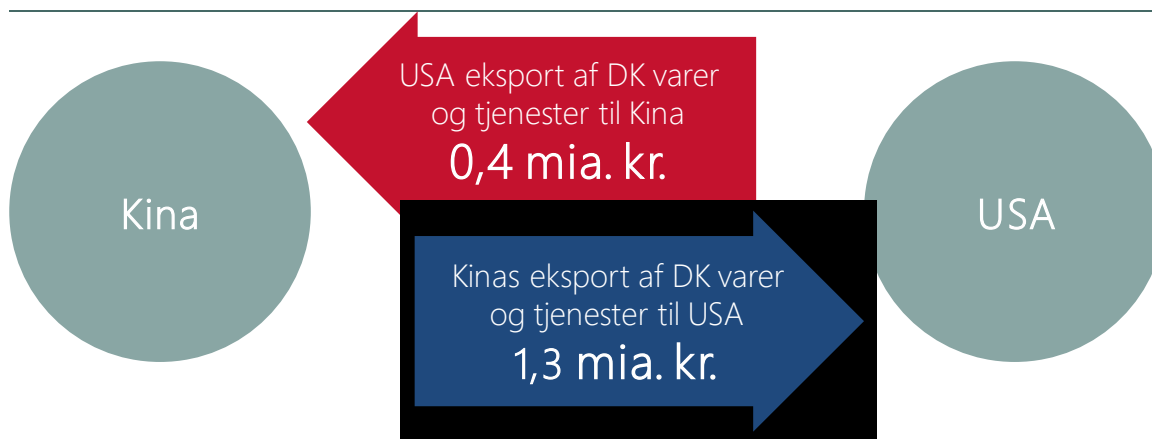 USA eksport af DK varer
og tjenester til Kina
0,4 mia. kr.
Kina
USA
Kinas eksport af DK varer
og tjenester til USA
1,3 mia. kr.